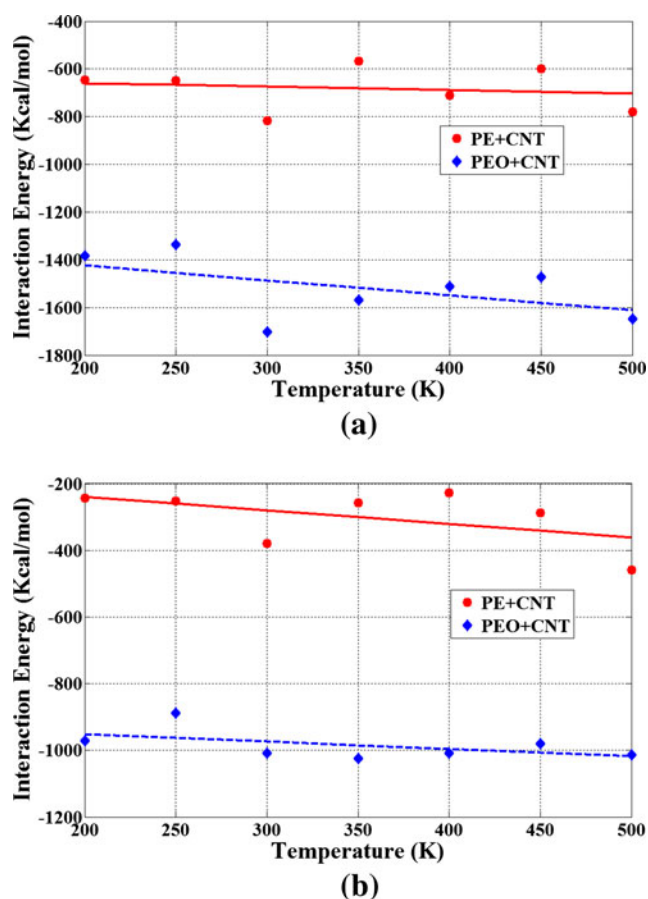 -400
-600
-800
-1000
-1200
-1400
-1600
-1800
Interaction Energy (Kcal/mol)
PE+CNT
PEO+CNT
200 250 300 350 400 450 500
Temperature (K)
(a)
-200
-400
-600
-800
-1000
-1200
Interaction Energy (Kcal/mol)
PE+CNT
PEO+CNT
200 250 300 350 400 450 500
Temperature (K)
(b)